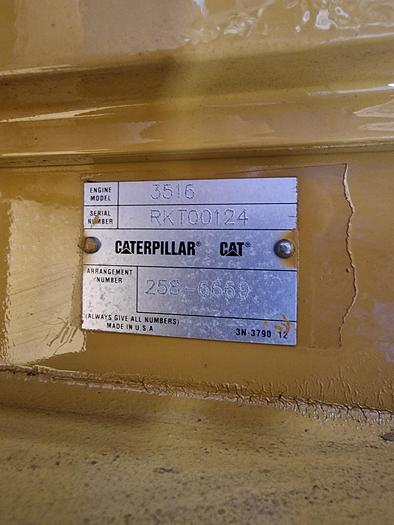 ENGINE MODEL 3516
SERIAL NUMBER RKT00124
CATERPILLAR® CAT®
ARRANGEMENT NUMBER 258 6669
(ALWAYS GIVE ALL NUMBERS)
MADE IN U.S.A
3N-3790 12